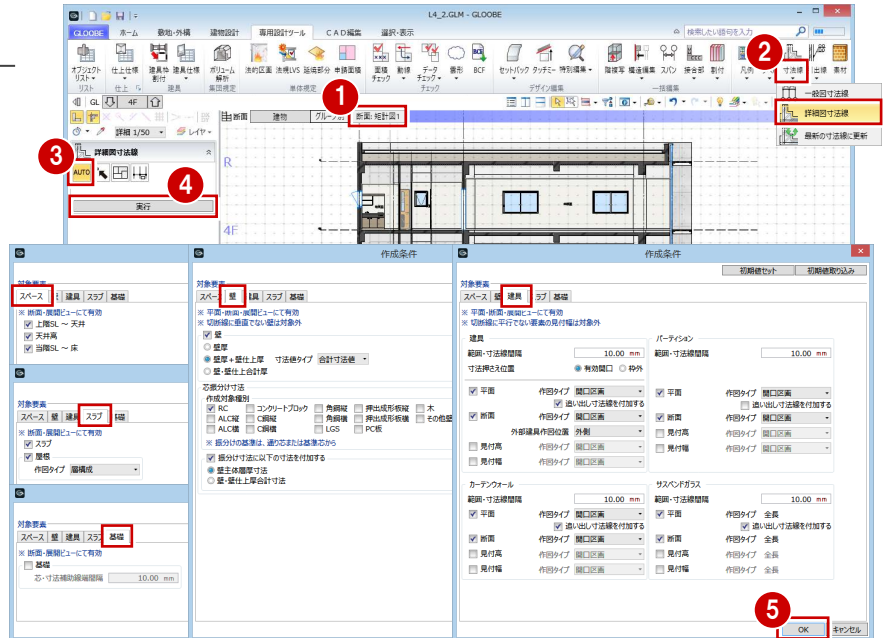 L4_2.GLM - GLOOBE
GLOOBE ホーム 敷地・外構 建物設計 専用設計ツール CAD編集 選択・表示 検索したい語句を入力
オブジェクトリスト 仕上仕様 建具枠割付 建具仕様 ボリューム解析 法的区画 法規LVS 延焼部分 申請面積 面積チェック 動線 データチェック 雲形 BCF セットバック タッチミー 特別編集 階複写 構造編集 スパン 接合部 割付 凡例 寸法線 引出線 素材
リスト 仕上 建具 集団規定 単体規定 チェック デザイン編集 一括編集
1
2
一般図寸法線
詳細図寸法線
最新の寸法線に更新
GL 4F
詳細 1/50 レイヤ
断面 建物 グループ別 断面: 矩計図1
詳細図寸法線
3
AUTO
4
実行
R
4F
対象要素
スペース 壁 建具 スラブ 基礎
※ 断面・展開ビューにて有効
上階SL ~ 天井
天井高
当階SL ~ 床
対象要素
スペース 壁 建具 スラブ 基礎
※ 断面・展開ビューにて有効
スラブ
屋根
作図タイプ 層構成
対象要素
スペース 壁 建具 スラブ 基礎
※ 断面・展開ビューにて有効
基礎
芯・寸法補助線端間隔 10.00 mm
作成条件
対象要素
スペース 壁 建具 スラブ 基礎
※ 平面・断面・展開ビューにて有効
※ 切断線に垂直でない壁は対象外
壁
壁厚
壁厚+壁仕上厚 寸法値タイプ 合計寸法値
壁・壁仕上合計厚
芯振分け寸法
作成対象種別
RC コンクリートブロック 角鋼縦 押出成形板縦 木
ALC縦 C鋼縦 角鋼横 押出成形板横 その他壁
ALC横 C鋼横 LGS PC板
※ 振分けの基準は、通り芯または基準芯から
振分け寸法に以下の寸法を付加する
壁主体層厚寸法
壁・壁仕上厚合計寸法
作成条件
初期値セット 初期値取り込み
対象要素
スペース 壁 建具 スラブ 基礎
※ 平面・断面・展開ビューにて有効
※ 切断線に平行でない要素の見付幅は対象外
建具
範囲・寸法線間隔 10.00 mm
寸法押さえ位置 有効開口 枠外
平面 作図タイプ 開口区画
追い出し寸法線を付加する
断面 作図タイプ 開口区画
外部建具作図位置 外側
見付高 作図タイプ 開口区画
見付幅 作図タイプ 開口区画
パーティション
範囲・寸法線間隔 10.00 mm
平面 作図タイプ 開口区画
追い出し寸法線を付加する
断面 作図タイプ 開口区画
見付高 作図タイプ 開口区画
見付幅 作図タイプ 開口区画
カーテンウォール
範囲・寸法線間隔 10.00 mm
平面 作図タイプ 開口区画
追い出し寸法線を付加する
断面 作図タイプ 開口区画
見付高 作図タイプ 開口区画
見付幅 作図タイプ 開口区画
サスペンドガラス
範囲・寸法線間隔 10.00 mm
平面 作図タイプ 全長
追い出し寸法線を付加する
断面 作図タイプ 全長
見付高 作図タイプ 全長
見付幅 作図タイプ 全長
5
OK キャンセル